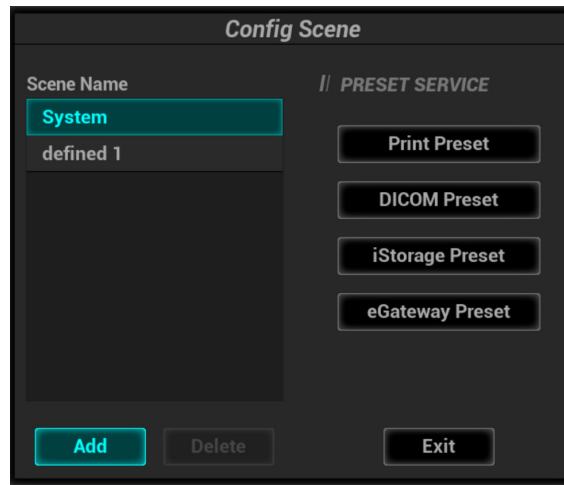 Config Scene
Scene Name
System
defined 1
// PRESET SERVICE
Print Preset
DICOM Preset
iStorage Preset
eGateway Preset
Add
Delete
Exit